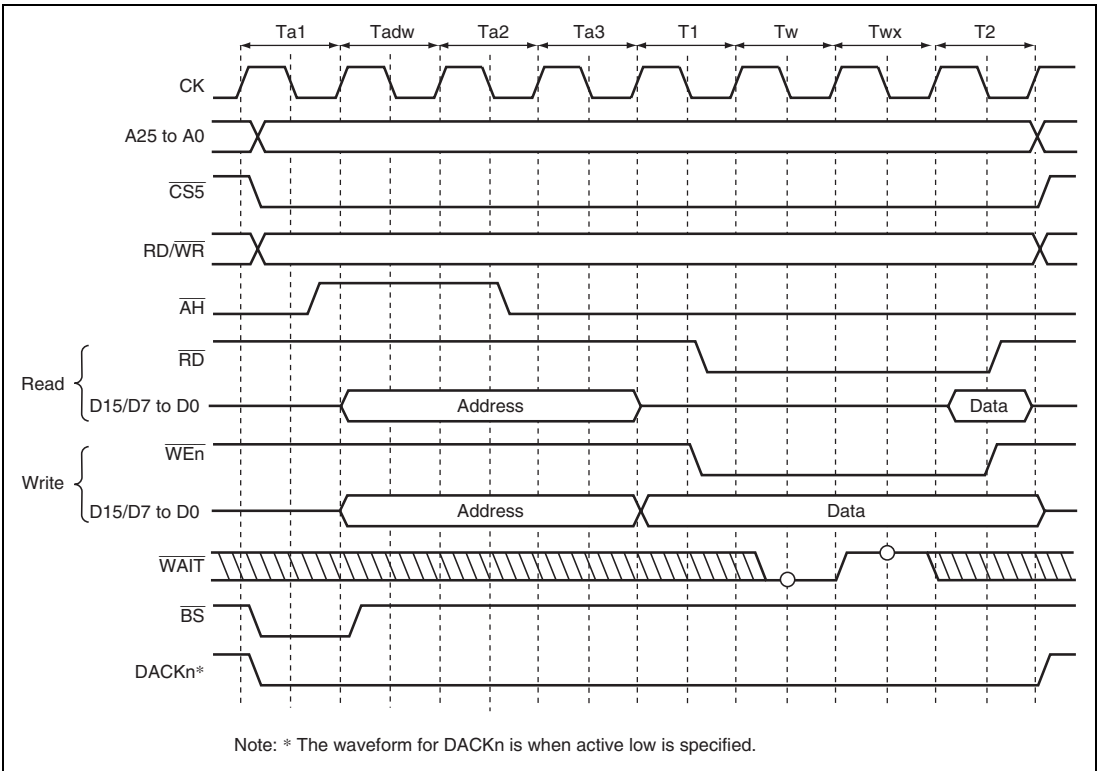 Ta1 Tadw Ta2 Ta3 T1 Tw Twx T2
CK
A25 to A0
CS5
RD/WR
AH
RD
Read
D15/D7 to D0 Address Data
WEn
Write
D15/D7 to D0 Address Data
WAIT
BS
DACKn*
Note: * The waveform for DACKn is when active low is specified.